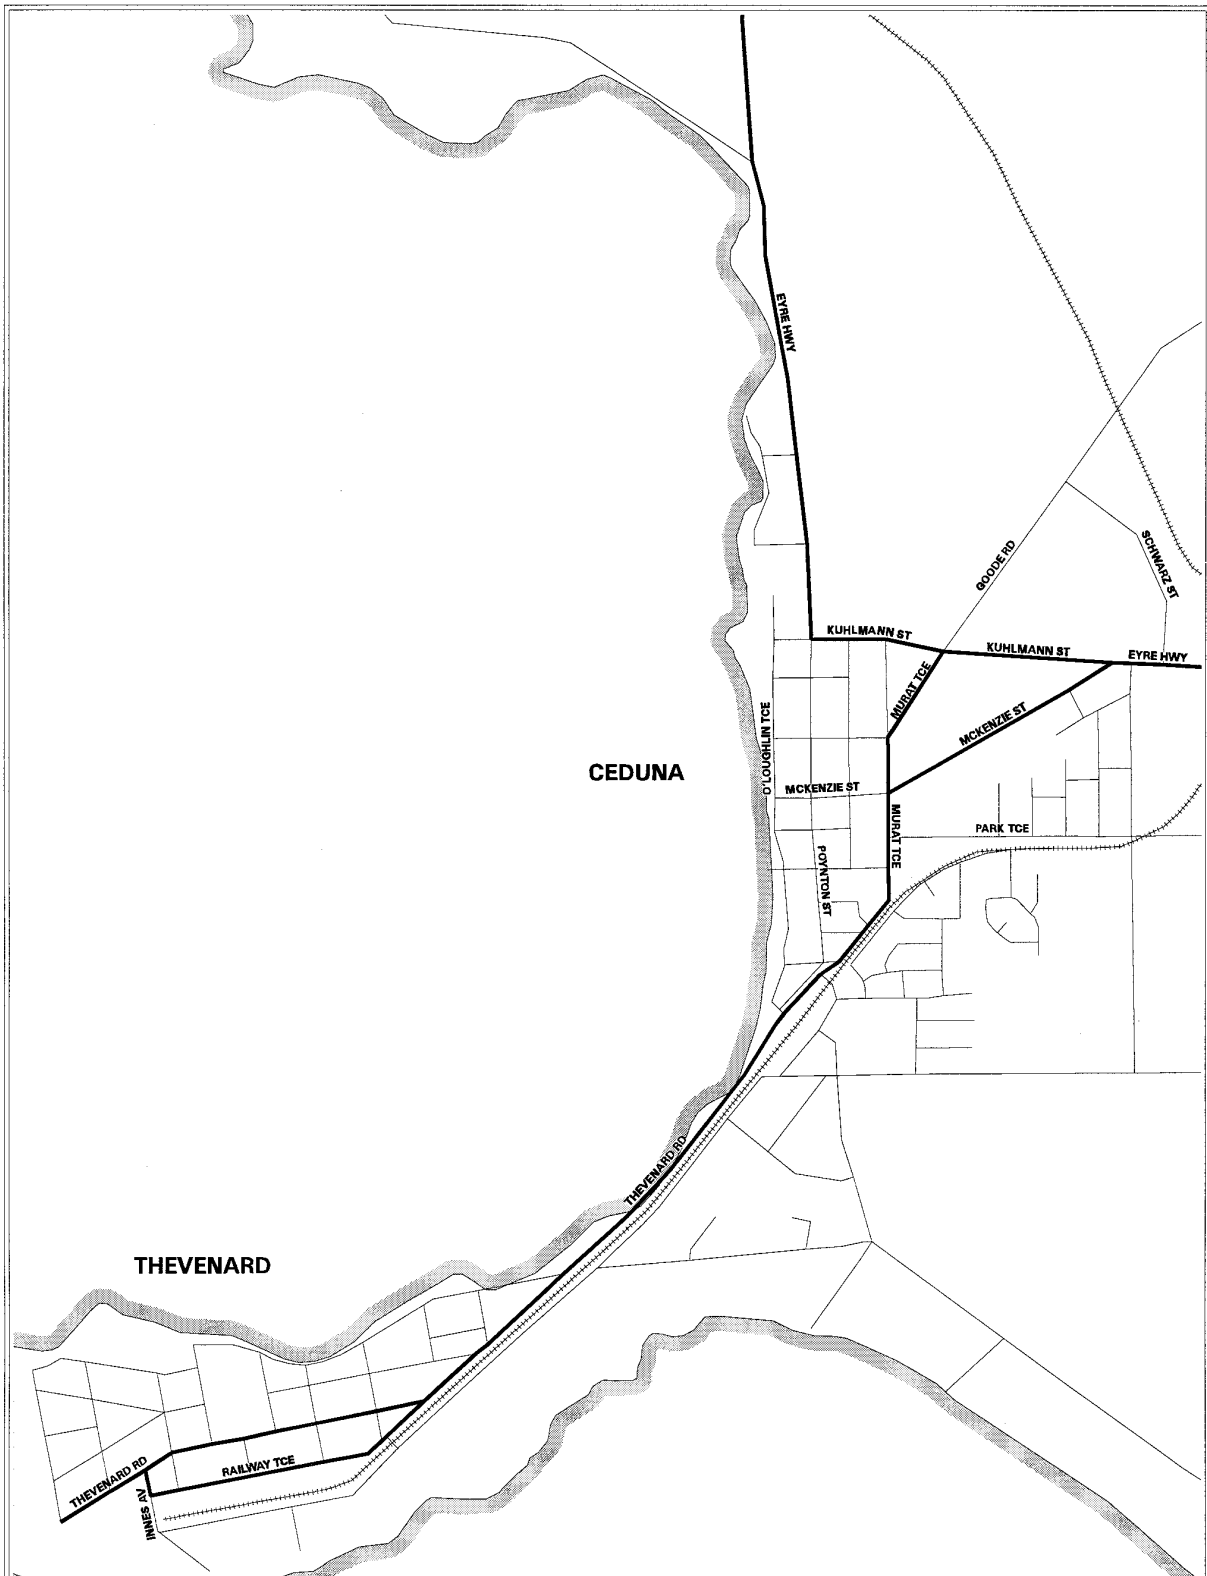 EYRE HWY
GOODE RD
SCHWARZ ST
KUHLMANN ST
KUHLMANN ST
EYRE HWY
MURAT TCE
O'LOUGHLIN TCE
MCKENZIE ST
CEDUNA
MCKENZIE ST
MURAT TCE
PARK TCE
POYNTON ST
THEVENARD RD
THEVENARD
RAILWAY TCE
THEVENARD RD
INNES AV